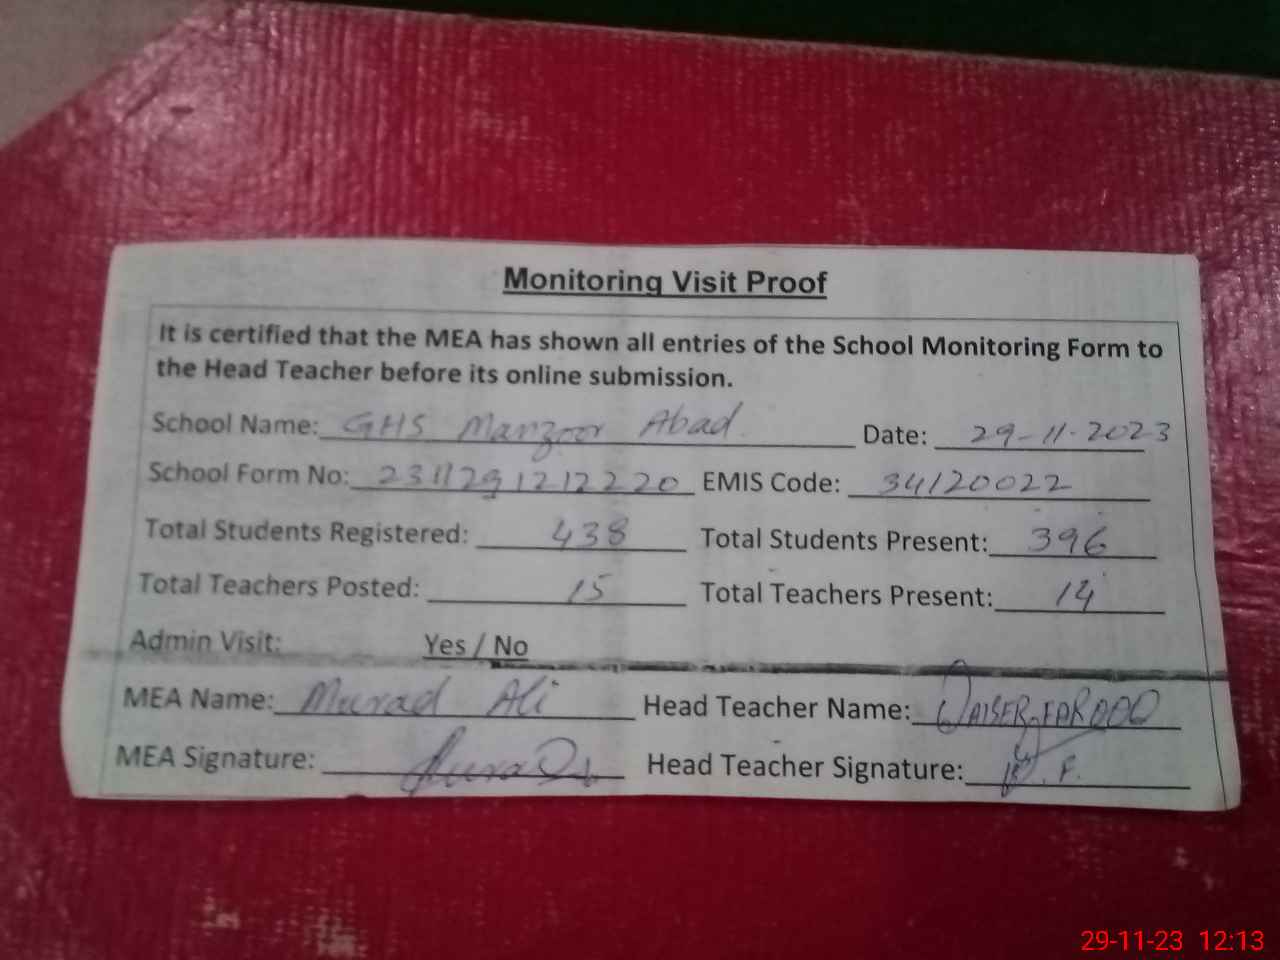 Monitoring Visit Proof
It is certified that the MEA has shown all entries of the School Monitoring Form to
the Head Teacher before its online submission.
School Name: GHS Manzoor Abad. Date: 29-11-2023
School Form No: 231129121212220 EMIS Code: 34120022
Total Students Registered: 438 Total Students Present: 396
Total Teachers Posted: 15 Total Teachers Present: 14
Admin Visit: Yes / No
MEA Name: Murad Ali Head Teacher Name: QAISER FAROOQ
MEA Signature: Head Teacher Signature:
29-11-23 12:13